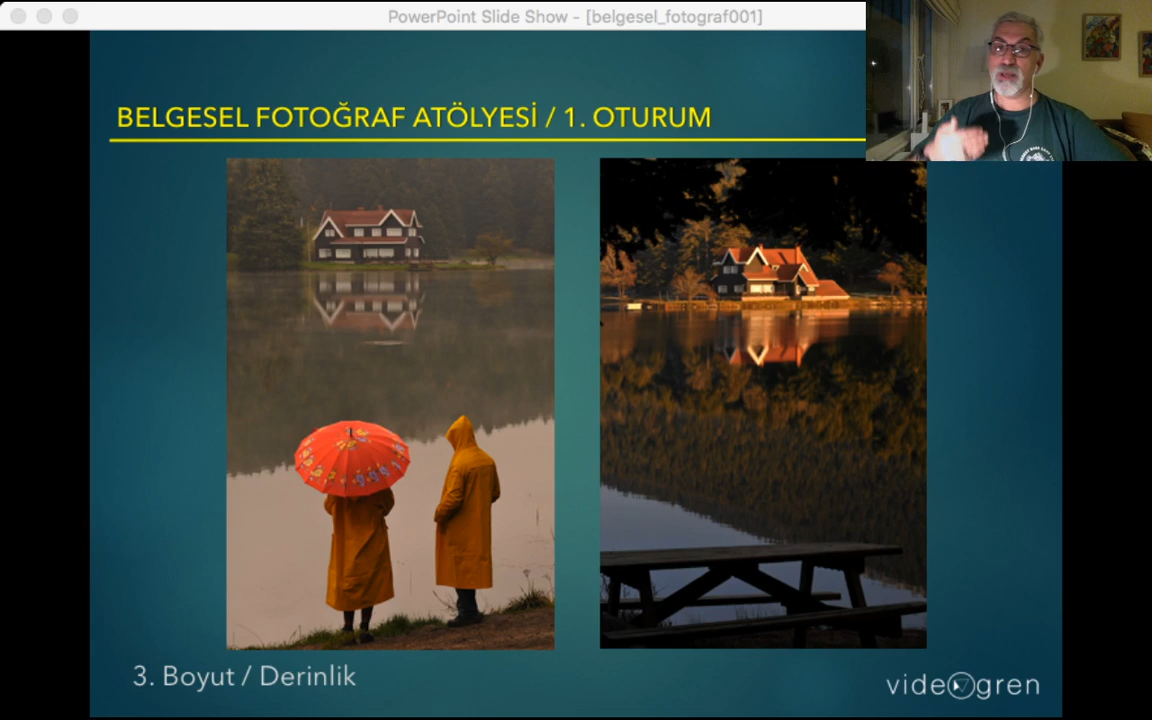 PowerPoint Slide Show - [belgesel_fotograf001]
BELGESEL FOTOĞRAF ATÖLYESİ / 1. OTURUM
3. Boyut / Derinlik
videogren